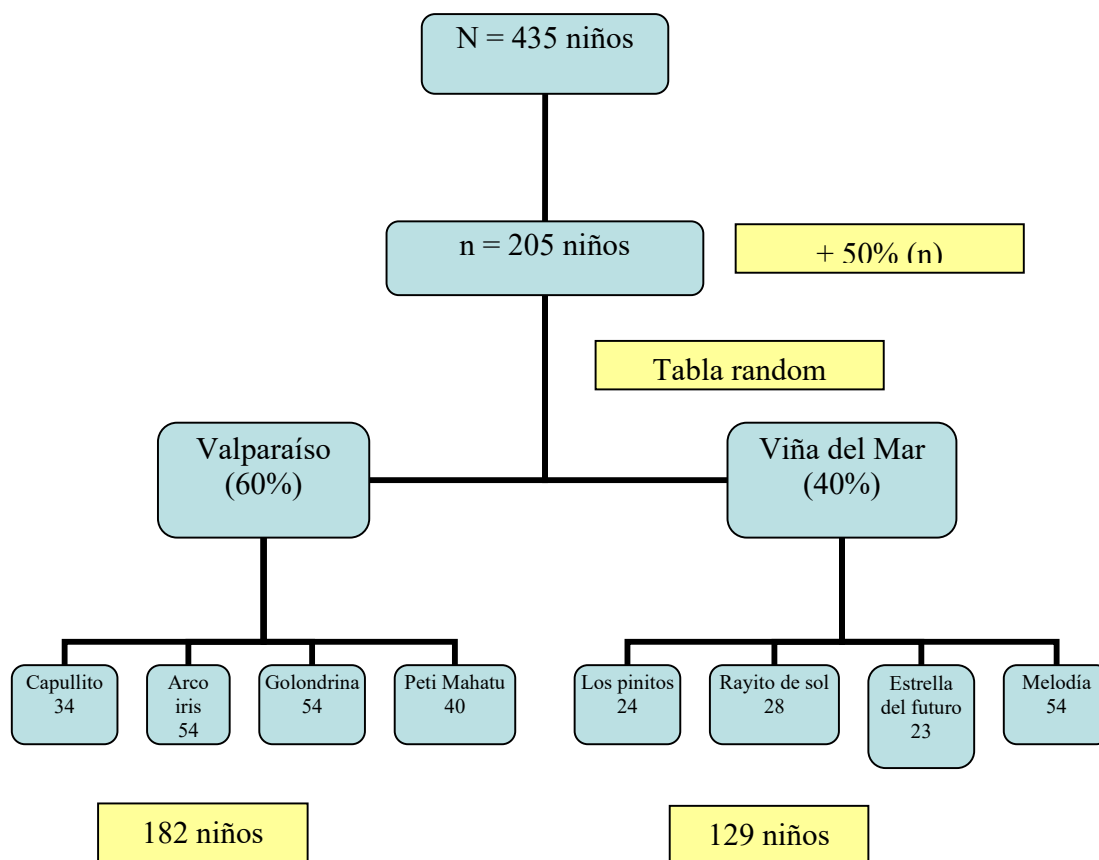 N = 435 niños
n = 205 niños
+ 50% (n)
Tabla random
Valparaíso
(60%)
Viña del Mar
(40%)
Capullito
34
Arco
iris
54
Golondrina
54
Peti Mahatu
40
Los pinitos
24
Rayito de sol
28
Estrella
del futuro
23
Melodía
54
182 niños
129 niños